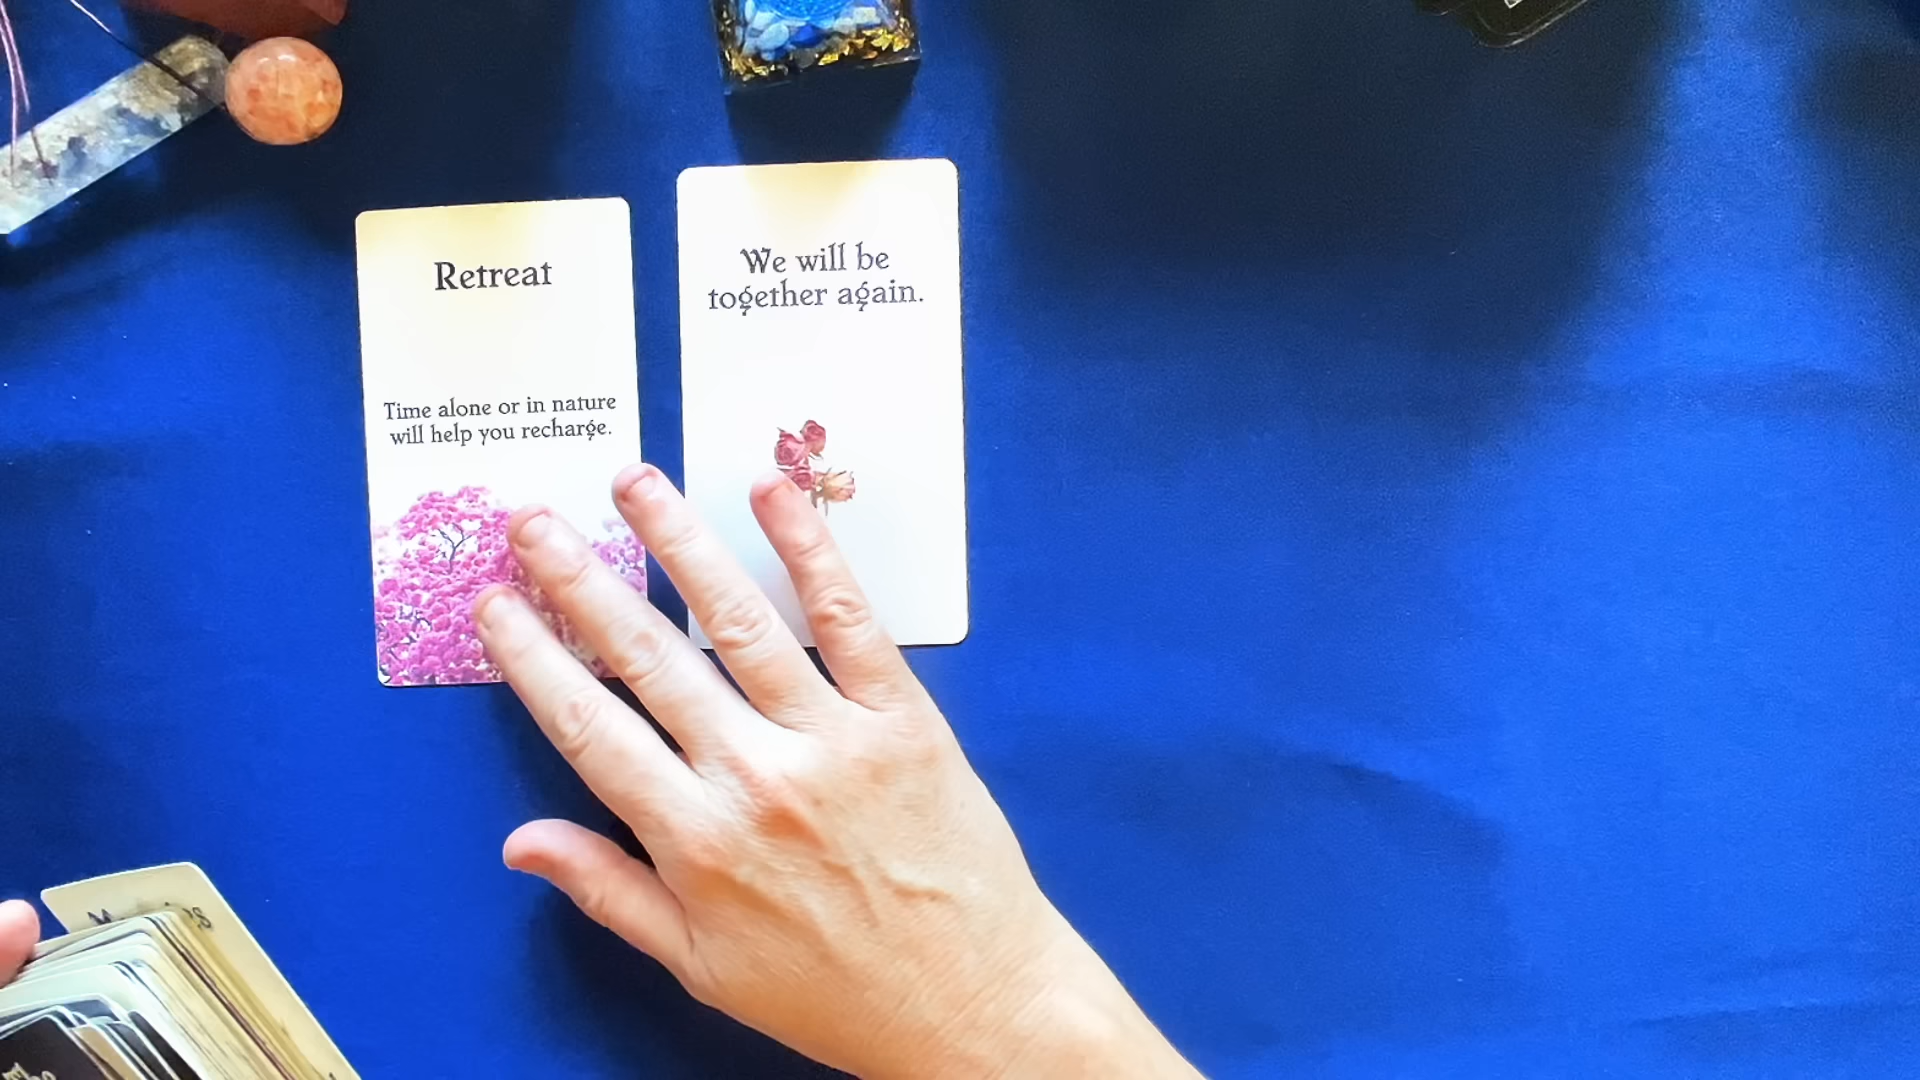 Retreat
Time alone or in nature
will help you recharge.
We will be
together again.